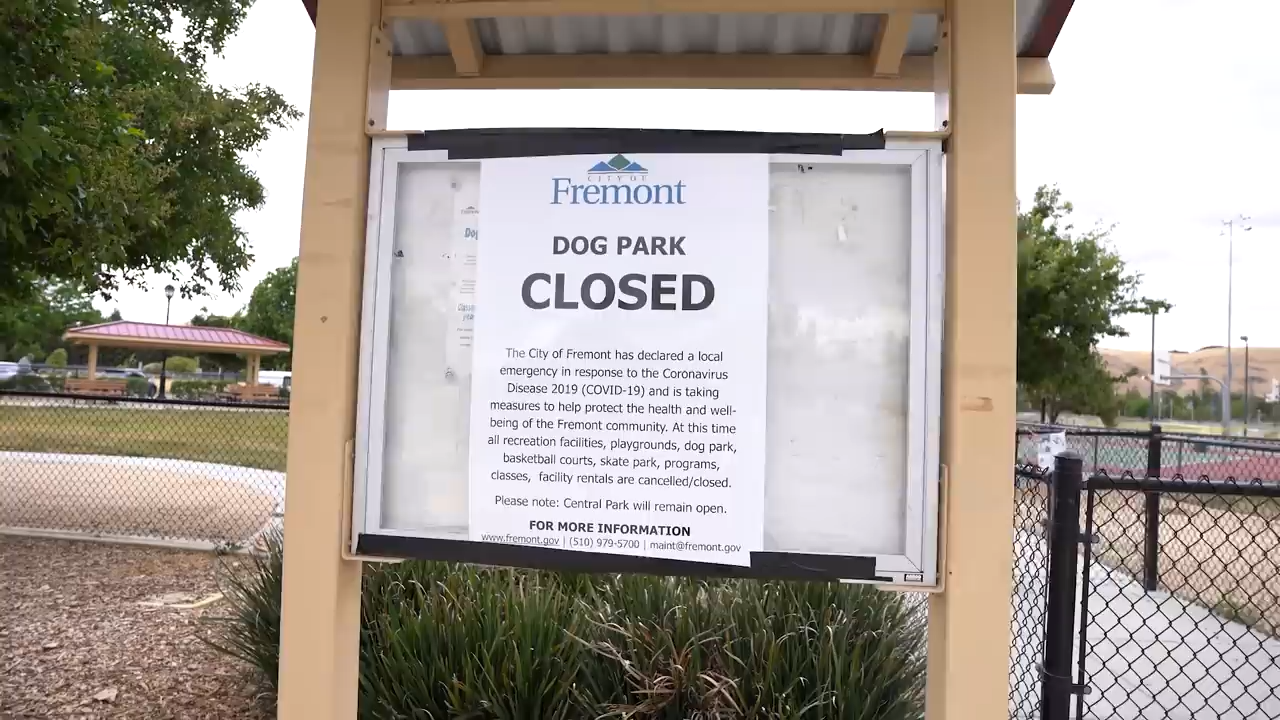 CITY OF
Fremont
DOG PARK
CLOSED
The City of Fremont has declared a local
emergency in response to the Coronavirus
Disease 2019 (COVID-19) and is taking
measures to help protect the health and well-
being of the Fremont community. At this time
all recreation facilities, playgrounds, dog park,
basketball courts, skate park, programs,
classes, facility rentals are cancelled/closed.
Please note: Central Park will remain open.
FOR MORE INFORMATION
www.fremont.gov | (510) 979-5700 | maint@fremont.gov